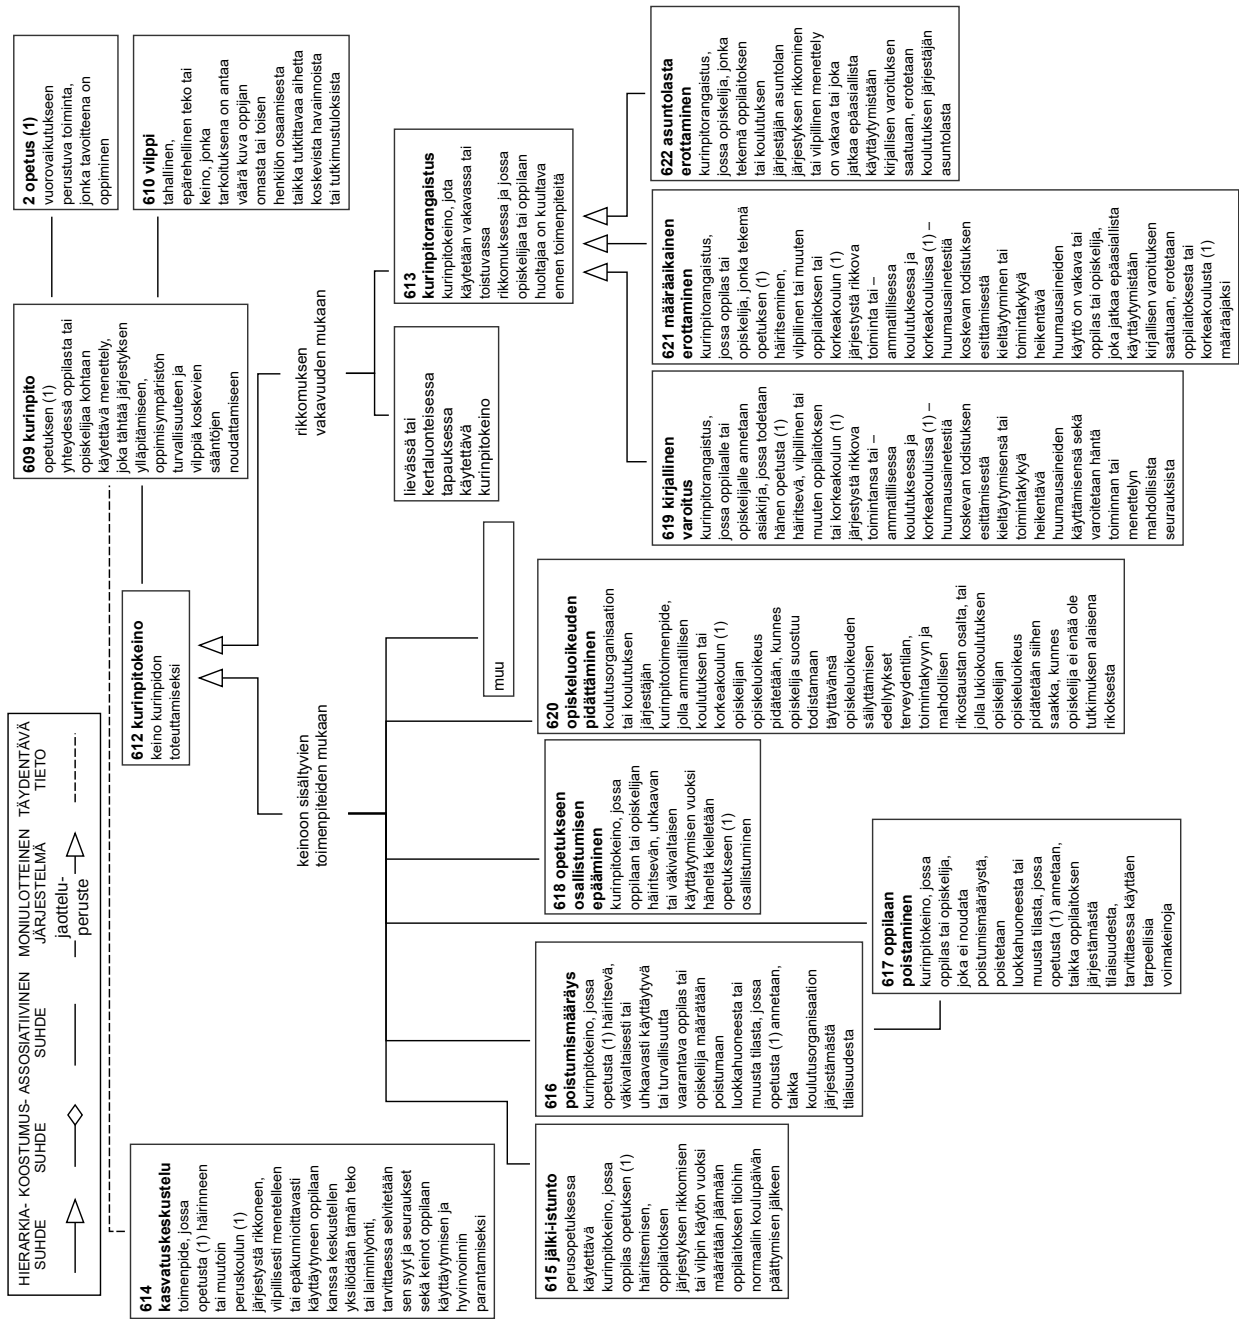 HIERARKIA-
SUHDE
KOOSTUMUS-
SUHDE
ASSOSIATIIVINEN
SUHDE
MONIULOTTEINEN
JÄRJESTELMÄ
jaottelu-
peruste
TÄYDENTÄVÄ
TIETO
2 opetus (1)
vuorovaikutukseen
perustuva toiminta,
jonka tavoitteena on
oppiminen
609 kurinpito
opetuksen (1)
yhteydessä oppilasta tai
opiskelijaa kohtaan
käytettävä menettely,
joka tähtää järjestyksen
ylläpitämiseen,
oppimisympäristön
turvallisuuteen ja
vilppiä koskevien
sääntöjen
noudattamiseen
610 vilppi
tahallinen,
epärehellinen teko tai
keino, jonka
tarkoituksena on antaa
väärä kuva oppijan
omasta tai toisen
henkilön osaamisesta
taikka tutkittavaa aihetta
koskevista havainnoista
tai tutkimustuloksista
612 kurinpitokeino
keino kurinpidon
toteuttamiseksi
614
kasvatuskeskustelu
toimenpide, jossa
opetusta (1) häirinneen
tai muutoin
peruskoulun (1)
järjestystä rikkoneen,
vilpillisesti menetelleen
tai epäkunnioittavasti
käyttäytyneen oppilaan
kanssa keskustellen
yksilöidään tämän teko
tai laiminlyönti,
tarvittaessa selvitetään
sen syyt ja seuraukset
sekä keinot oppilaan
käyttäytymisen ja
hyvinvoinnin
parantamiseksi
keinoon sisältyvien
toimenpiteiden mukaan
rikkomuksen
vakavuuden mukaan
lievässä tai
kertaluonteisessa
tapauksessa
käytettävä
kurinpitokeino
613
kurinpitorangaistus
kurinpitokeino, jota
käytetään vakavassa tai
toistuvassa
rikkomuksessa ja jossa
opiskelijaa tai oppilaan
huoltajaa on kuultava
ennen toimenpiteitä
muu
615 jälki-istunto
perusopetuksessa
käytettävä
kurinpitokeino, jossa
oppilas opetuksen (1)
häiritsemisen,
oppilaitoksen
järjestyksen rikkomisen
tai vilpin käytön vuoksi
määrätään jäämään
oppilaitoksen tiloihin
normaalin koulupäivän
päättymisen jälkeen
616
poistumismääräys
kurinpitokeino, jossa
opetusta (1) häiritsevä,
väkivaltaisesti tai
uhkaavasti käyttäytyvä
tai turvallisuutta
vaarantava oppilas tai
opiskelija määrätään
poistumaan
luokkahuoneesta tai
muusta tilasta, jossa
opetusta (1) annetaan,
taikka
koulutusorganisaation
järjestämästä
tilaisuudesta
618 opetukseen
osallistumisen
epääminen
kurinpitokeino, jossa
oppilaan tai opiskelijan
häiritsevän, uhkaavan
tai väkivaltaisen
käyttäytymisen vuoksi
häneltä kielletään
opetukseen (1)
osallistuminen
620
opiskeluoikeuden
pidättäminen
koulutusorganisaation
tai koulutuksen
järjestäjän
kurinpitotoimenpide,
jolla ammatillisen
koulutuksen tai
korkeakoulun (1)
opiskelijan
opiskeluoikeus
pidätetään, kunnes
opiskelija suostuu
todistamaan
täyttävänsä
opiskeluoikeuden
säilyttämisen
edellytykset
terveydentilan,
toimintakyvyn ja
mahdollisen
rikostaustan osalta, tai
jolla lukiokoulutuksen
opiskelijan
opiskeluoikeus
pidätetään siihen
saakka, kunnes
opiskelija ei enää ole
tutkimuksen alaisena
rikoksesta
617 oppilaan
poistaminen
kurinpitokeino, jossa
oppilas tai opiskelija,
joka ei noudata
poistumismääräystä,
poistetaan
luokkahuoneesta tai
muusta tilasta, jossa
opetusta (1) annetaan,
taikka oppilaitoksen
järjestämästä
tilaisuudesta,
tarvittaessa käyttäen
tarpeellisia
voimakeinoja
619 kirjallinen
varoitus
kurinpitorangaistus,
jossa oppilaalle tai
opiskelijalle annetaan
asiakirja, jossa todetaan
hänen opetusta (1)
häiritsevä, vilpillinen tai
muuten oppilaitoksen
tai korkeakoulun (1)
järjestystä rikkova
toimintansa tai –
ammatillisessa
koulutuksessa ja
korkeakouluissa (1) –
huumausainetestiä
koskevan todistuksen
esittämisestä
kieltäytymisensä tai
toimintakykyä
heikentävä
huumausaineiden
käyttämisensä sekä
varoitetaan häntä
toiminnan tai
menettelyn
mahdollisista
seurauksista
621 määräaikainen
erottaminen
kurinpitorangaistus,
jossa oppilas tai
opiskelija, jonka tekemä
opetuksen (1)
häiritseminen,
vilpillinen tai muuten
oppilaitoksen tai
korkeakoulun (1)
järjestystä rikkova
toiminta tai –
ammatillisessa
koulutuksessa ja
korkeakouluissa (1) –
huumausainetestiä
koskevan todistuksen
esittämisestä
kieltäytyminen tai
toimintakykyä
heikentävä
huumausaineiden
käyttö on vakava tai
oppilas tai opiskelija,
joka jatkaa epäasiallista
käyttäytymistään
kirjallisen varoituksen
saatuaan, erotetaan
oppilaitoksesta tai
korkeakoulusta (1)
määräajaksi
622 asuntolasta
erottaminen
kurinpitorangaistus,
jossa opiskelija, jonka
tekemä oppilaitoksen
tai koulutuksen
järjestäjän asuntolan
järjestyksen rikkominen
tai vilpillinen menettely
on vakava tai joka
jatkaa epäasiallista
käyttäytymistään
kirjallisen varoituksen
saatuaan, erotetaan
koulutuksen järjestäjän
asuntolasta